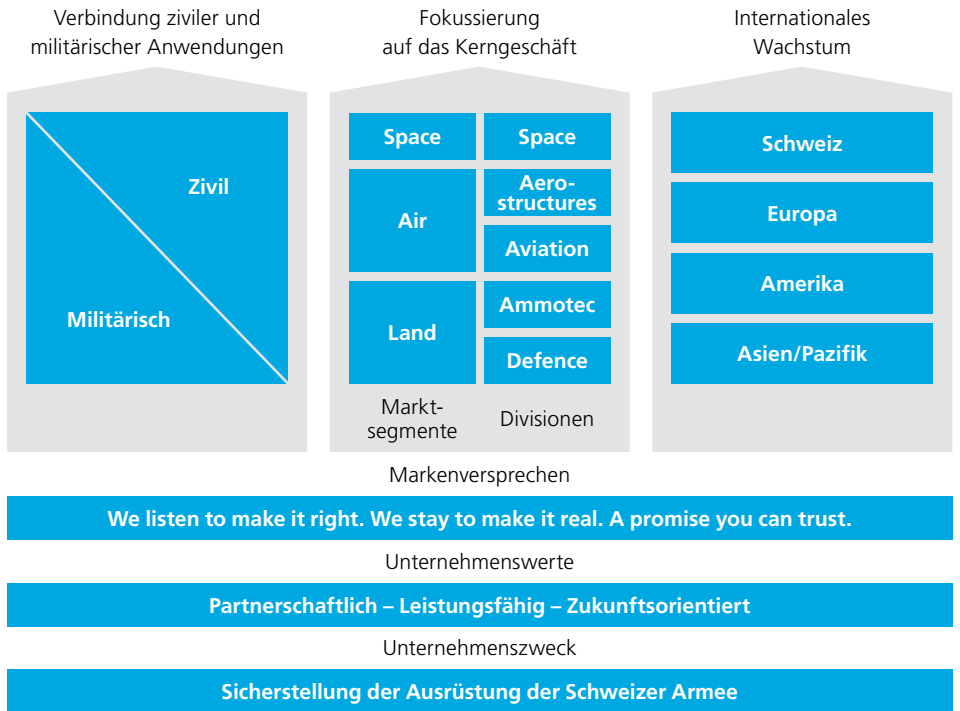 Verbindung ziviler und
militärischer Anwendungen
Zivil
Militärisch
Fokussierung
auf das Kerngeschäft
Space
Air
Land
Markt-
segmente
Space
Aero-
structures
Aviation
Ammotec
Defence
Divisionen
Internationales
Wachstum
Schweiz
Europa
Amerika
Asien/Pazifik
Markenversprechen
We listen to make it right. We stay to make it real. A promise you can trust.
Unternehmenswerte
Partnerschaftlich – Leistungsfähig – Zukunftsorientiert
Unternehmenszweck
Sicherstellung der Ausrüstung der Schweizer Armee